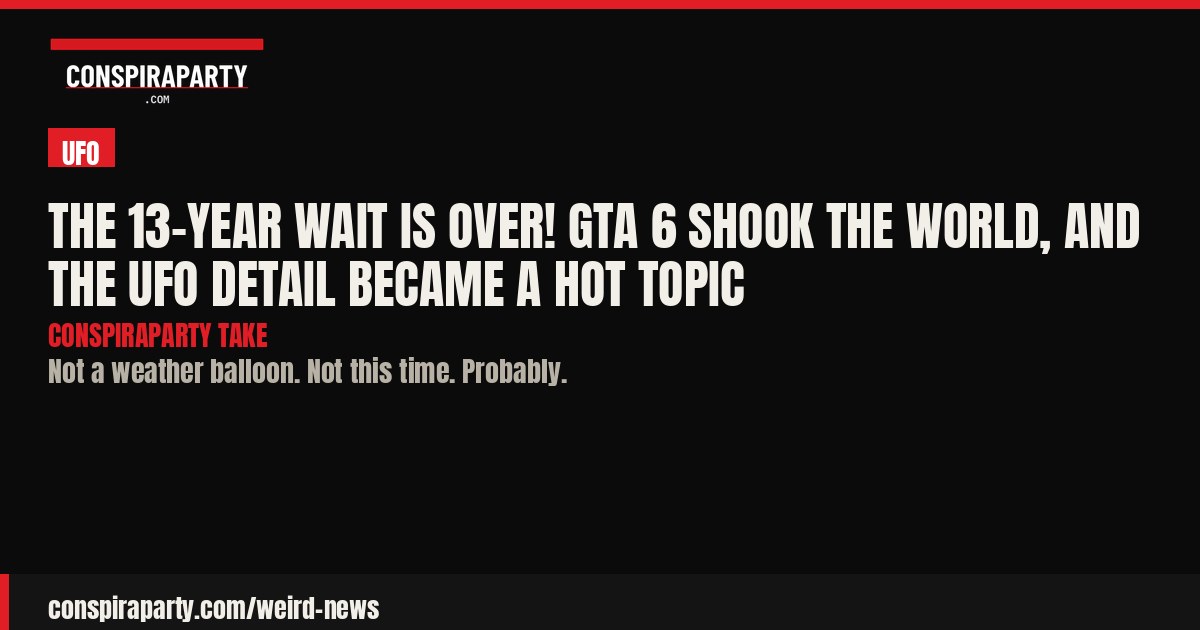 CONSPIRAPARTY
.COM
UFO
THE 13-YEAR WAIT IS OVER! GTA 6 SHOOK THE WORLD, AND
THE UFO DETAIL BECAME A HOT TOPIC
CONSPIRAPARTY TAKE
Not a weather balloon. Not this time. Probably.
conspiraparty.com/weird-news